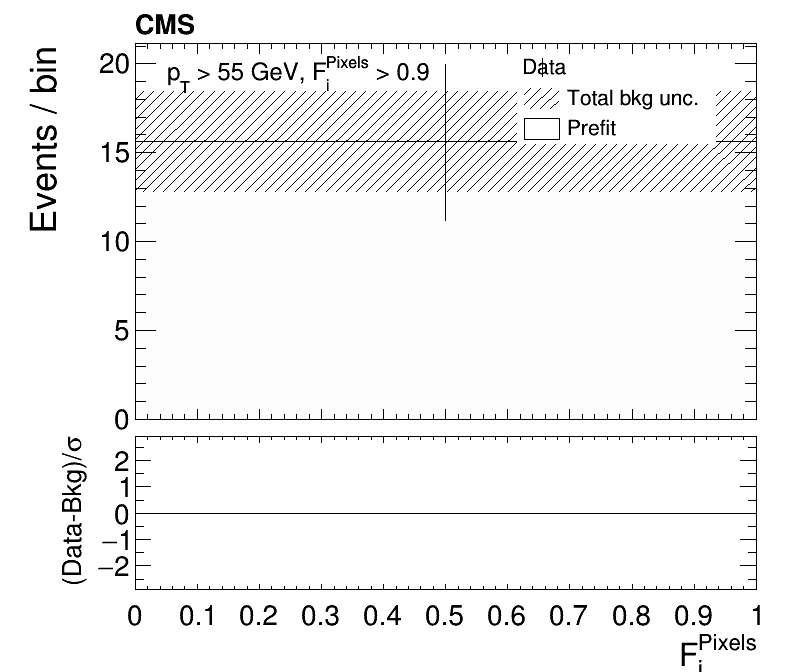 CMS
Events / bin
20
15
10
5
0
p_T > 55 GeV, F_i^Pixels > 0.9
Data
Total bkg unc.
Prefit
(Data-Bkg)/σ
2
1
0
−1
−2
0 0.1 0.2 0.3 0.4 0.5 0.6 0.7 0.8 0.9 1
F_i^Pixels